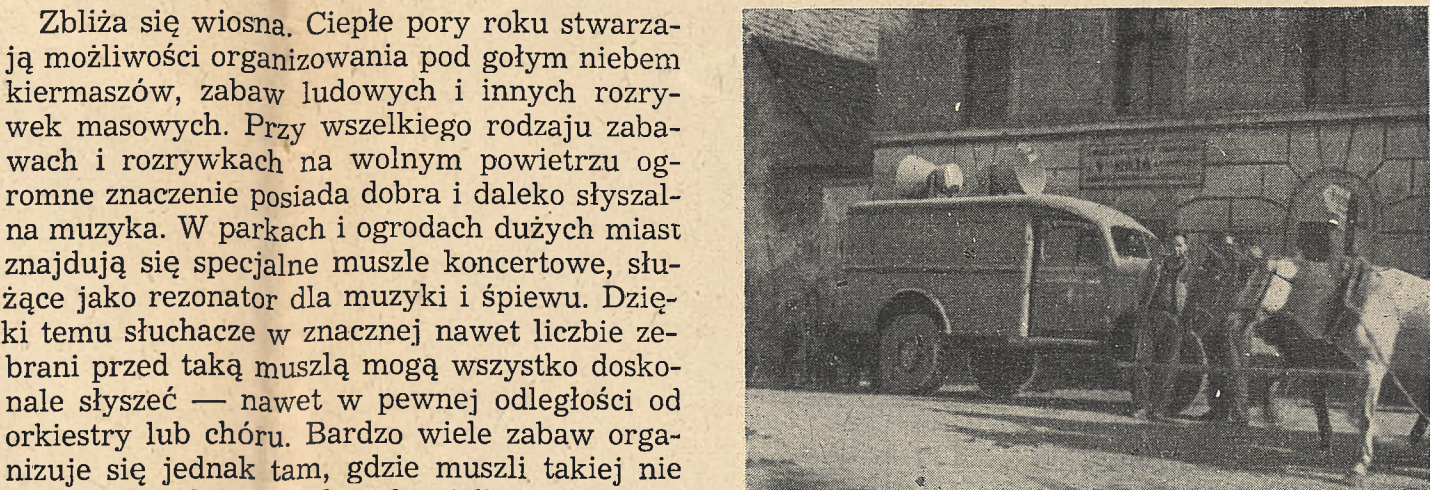 Zbliża się wiosna. Ciepłe pory roku stwarza-
ją możliwości organizowania pod gołym niebem
kiermaszów, zabaw ludowych i innych rozry-
wek masowych. Przy wszelkiego rodzaju zaba-
wach i rozrywkach na wolnym powietrzu og-
romne znaczenie posiada dobra i daleko słyszal-
na muzyka. W parkach i ogrodach dużych miast
znajdują się specjalne muszle koncertowe, słu-
żące jako rezonator dla muzyki i śpiewu. Dzię-
ki temu słuchacze w znacznej nawet liczbie ze-
brani przed taką muszlą mogą wszystko dosko-
nale słyszeć — nawet w pewnej odległości od
orkiestry lub chóru. Bardzo wiele zabaw orga-
nizuje się jednak tam, gdzie muszli takiej nie